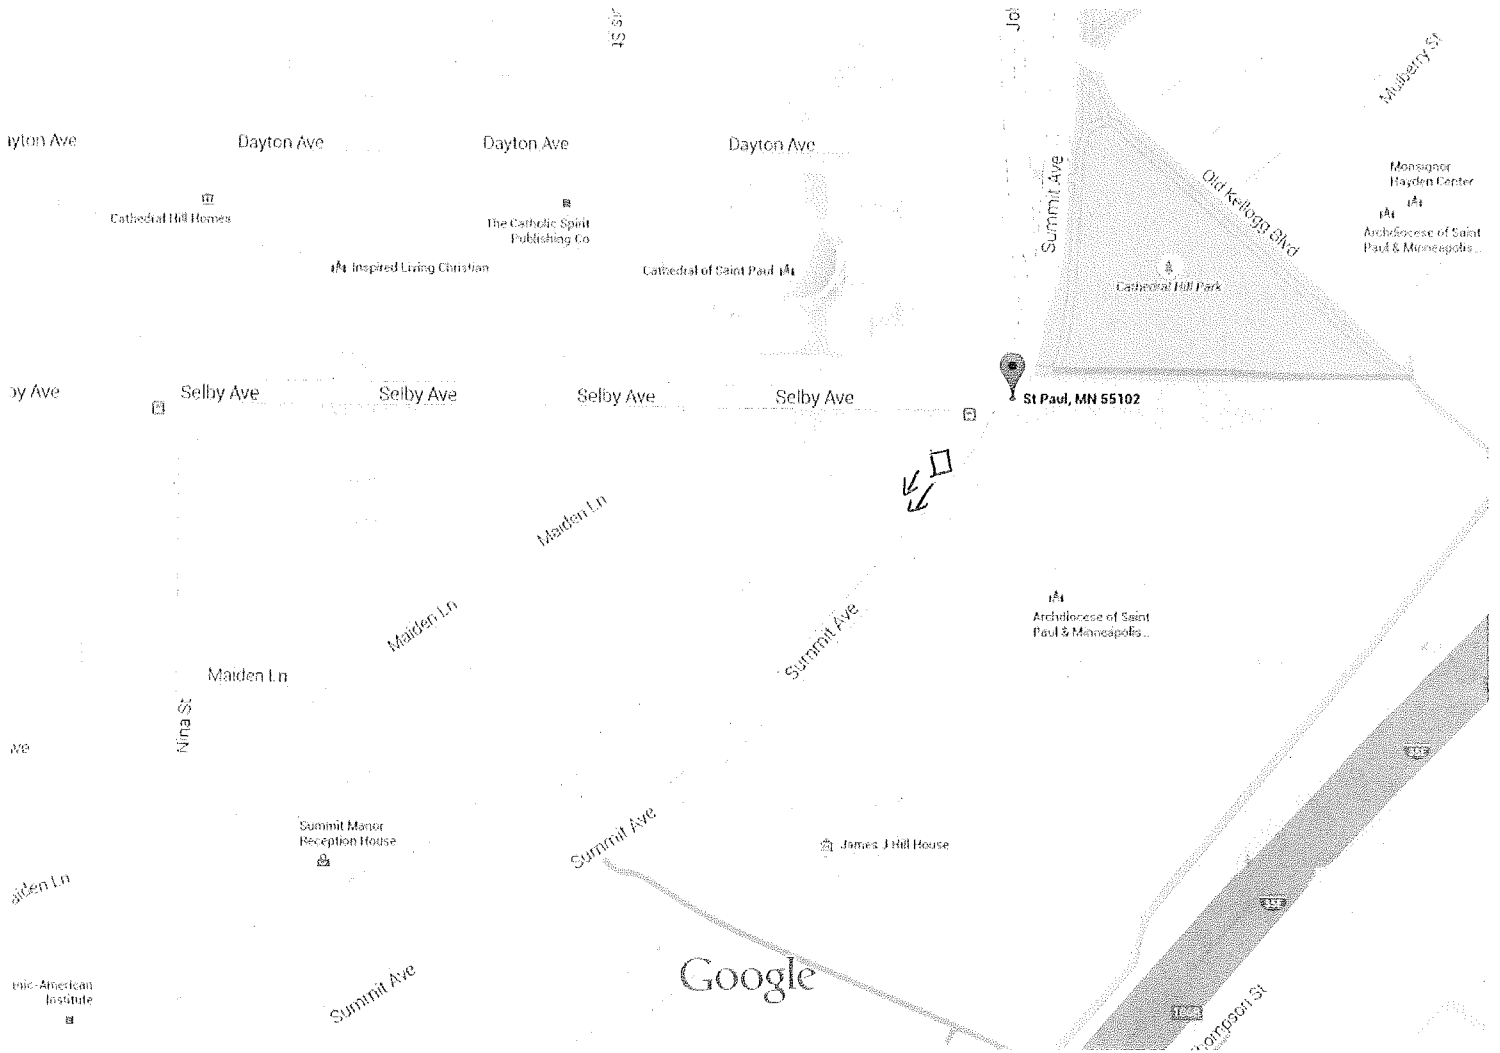 Mulberry St
Dayton Ave
Dayton Ave
Dayton Ave
Summit Ave
Old Kellogg Blvd
Monsignor
Hayden Center
Archdiocese of Saint
Paul & Minneapolis...
Cathedral Hill Homes
The Catholic Spirit
Publishing Co
Inspired Living Christian
Cathedral of Saint Paul
Cathedral Hill Park
Selby Ave
Selby Ave
Selby Ave
Selby Ave
St Paul, MN 55102
Maiden Ln
Maiden Ln
Maiden Ln
Summit Ave
Archdiocese of Saint
Paul & Minneapolis...
Nina St
Summit Manor
Reception House
Summit Ave
James J Hill House
Summit Ave
Google
Institute